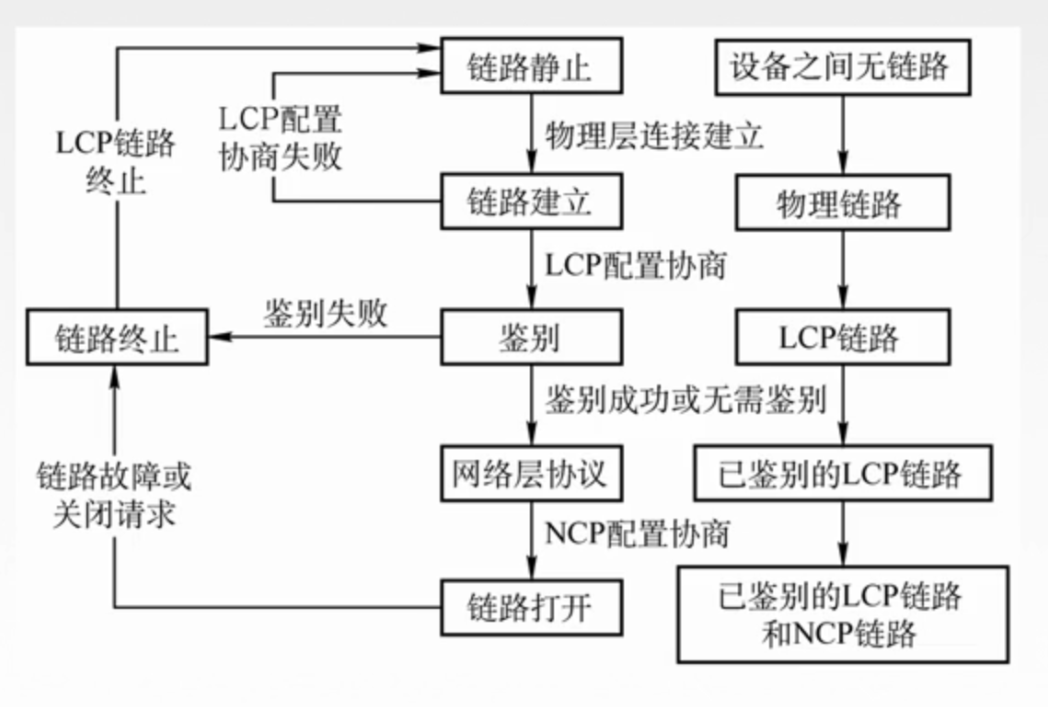 链路静止
设备之间无链路
LCP配置
协商失败
LCP链路
终止
物理层连接建立
链路建立
物理链路
LCP配置协商
鉴别失败
链路终止
鉴别
LCP链路
鉴别成功或无需鉴别
链路故障或
关闭请求
网络层协议
已鉴别的LCP链路
NCP配置协商
链路打开
已鉴别的LCP链路
和NCP链路